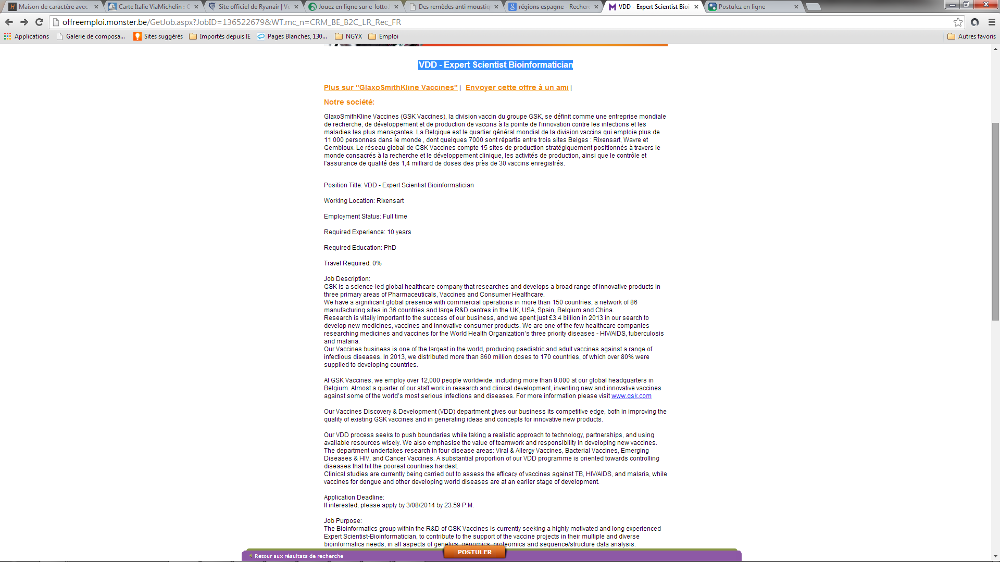 Maison de caractère avec
Carte Italie ViaMichelin : C
Site officiel de Ryanair | Vo
Jouez en ligne sur e-lotto.
Des remèdes anti moustiq
régions espagne - Recherc
VDD - Expert Scientist Bioi
Postulez en ligne
offreemploi.monster.be/GetJob.aspx?JobID=136522679&WT.mc_n=CRM_BE_B2C_LR_Rec_FR
Applications
Galerie de composa...
Sites suggérés
Importés depuis IE
Pages Blanches, 130...
NGYX
Emploi
Autres favoris
VDD - Expert Scientist Bioinformatician
Plus sur "GlaxoSmithKline Vaccines" | Envoyer cette offre à un ami |
Notre société:
GlaxoSmithKline Vaccines (GSK Vaccines), la division vaccin du groupe GSK, se définit comme une entreprise mondiale
de recherche, de développement et de production de vaccins à la pointe de l'innovation contre les infections et les
maladies les plus menaçantes. La Belgique est le quartier général mondial de la division vaccins qui emploie plus de
11 000 personnes dans le monde , dont quelques 7000 sont répartis entre trois sites Belges : Rixensart, Wavre et
Gembloux. Le réseau global de GSK Vaccines compte 15 sites de production stratégiquement positionnés à travers le
monde consacrés à la recherche et le développement clinique, les activités de production, ainsi que le contrôle et
l'assurance de qualité des 1,4 milliard de doses des près de 30 vaccins enregistrés.
Position Title: VDD - Expert Scientist Bioinformatician
Working Location: Rixensart
Employment Status: Full time
Required Experience: 10 years
Required Education: PhD
Travel Required: 0%
Job Description:
GSK is a science-led global healthcare company that researches and develops a broad range of innovative products in
three primary areas of Pharmaceuticals, Vaccines and Consumer Healthcare.
We have a significant global presence with commercial operations in more than 150 countries, a network of 86
manufacturing sites in 36 countries and large R&D centres in the UK, USA, Spain, Belgium and China.
Research is vitally important to the success of our business, and we spent just £3.4 billion in 2013 in our search to
develop new medicines, vaccines and innovative consumer products. We are one of the few healthcare companies
researching medicines and vaccines for the World Health Organization's three priority diseases - HIV/AIDS, tuberculosis
and malaria.
Our Vaccines business is one of the largest in the world, producing paediatric and adult vaccines against a range of
infectious diseases. In 2013, we distributed more than 860 million doses to 170 countries, of which over 80% were
supplied to developing countries.
At GSK Vaccines, we employ over 12,000 people worldwide, including more than 8,000 at our global headquarters in
Belgium. Almost a quarter of our staff work in research and clinical development, inventing new and innovative vaccines
against some of the world's most serious infections and diseases. For more information please visit www.gsk.com
Our Vaccines Discovery & Development (VDD) department gives our business its competitive edge, both in improving the
quality of existing GSK vaccines and in generating ideas and concepts for innovative new products.
Our VDD process seeks to push boundaries while taking a realistic approach to technology, partnerships, and using
available resources wisely. We also emphasise the value of teamwork and responsibility in developing new vaccines.
The department undertakes research in four disease areas: Viral & Allergy Vaccines, Bacterial Vaccines, Emerging
Diseases & HIV, and Cancer Vaccines. A substantial proportion of our VDD programme is oriented towards controlling
diseases that hit the poorest countries hardest.
Clinical studies are currently being carried out to assess the efficacy of vaccines against TB, HIV/AIDS, and malaria, while
vaccines for dengue and other developing world diseases are at an earlier stage of development.
Application Deadline:
If interested, please apply by 3/08/2014 by 23:59 P.M.
Job Purpose:
The Bioinformatics group within the R&D of GSK Vaccines is currently seeking a highly motivated and long experienced
Expert Scientist-Bioinformatician, to contribute to the support of the vaccine projects in their multiple and diverse
bioinformatics needs, in all aspects of genetics, genomics, proteomics and sequence/structure data analysis.
POSTULER
Retour aux résultats de recherche